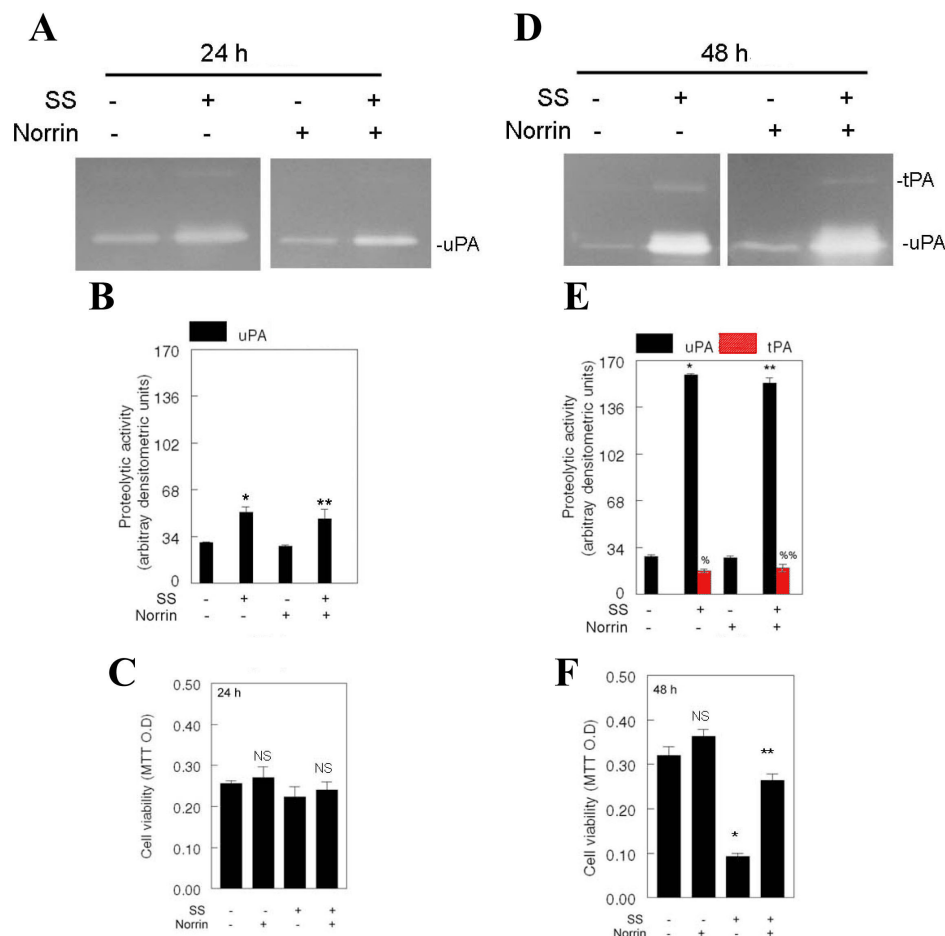 A
24 h
SS - + - +
Norrin - - + +
-uPA
B
uPA
Proteolytic activity
(arbitray densitometric units)
170
136
102
68
34
0
* **
SS - + - +
Norrin - - + +
C
24 h
Cell viability (MTT O.D)
0.50
0.40
0.30
0.20
0.10
0.00
NS NS
SS - - + +
Norrin - + - +
D
48 h
SS - + - +
Norrin - - + +
-tPA
-uPA
E
uPA tPA
Proteolytic activity
(arbitray densitometric units)
170
136
102
68
34
0
* **
% %%
SS - + - +
Norrin - - + +
F
48 h
Cell viability (MTT O.D)
0.50
0.40
0.30
0.20
0.10
0.00
NS
* **
SS - - + +
Norrin - + - +